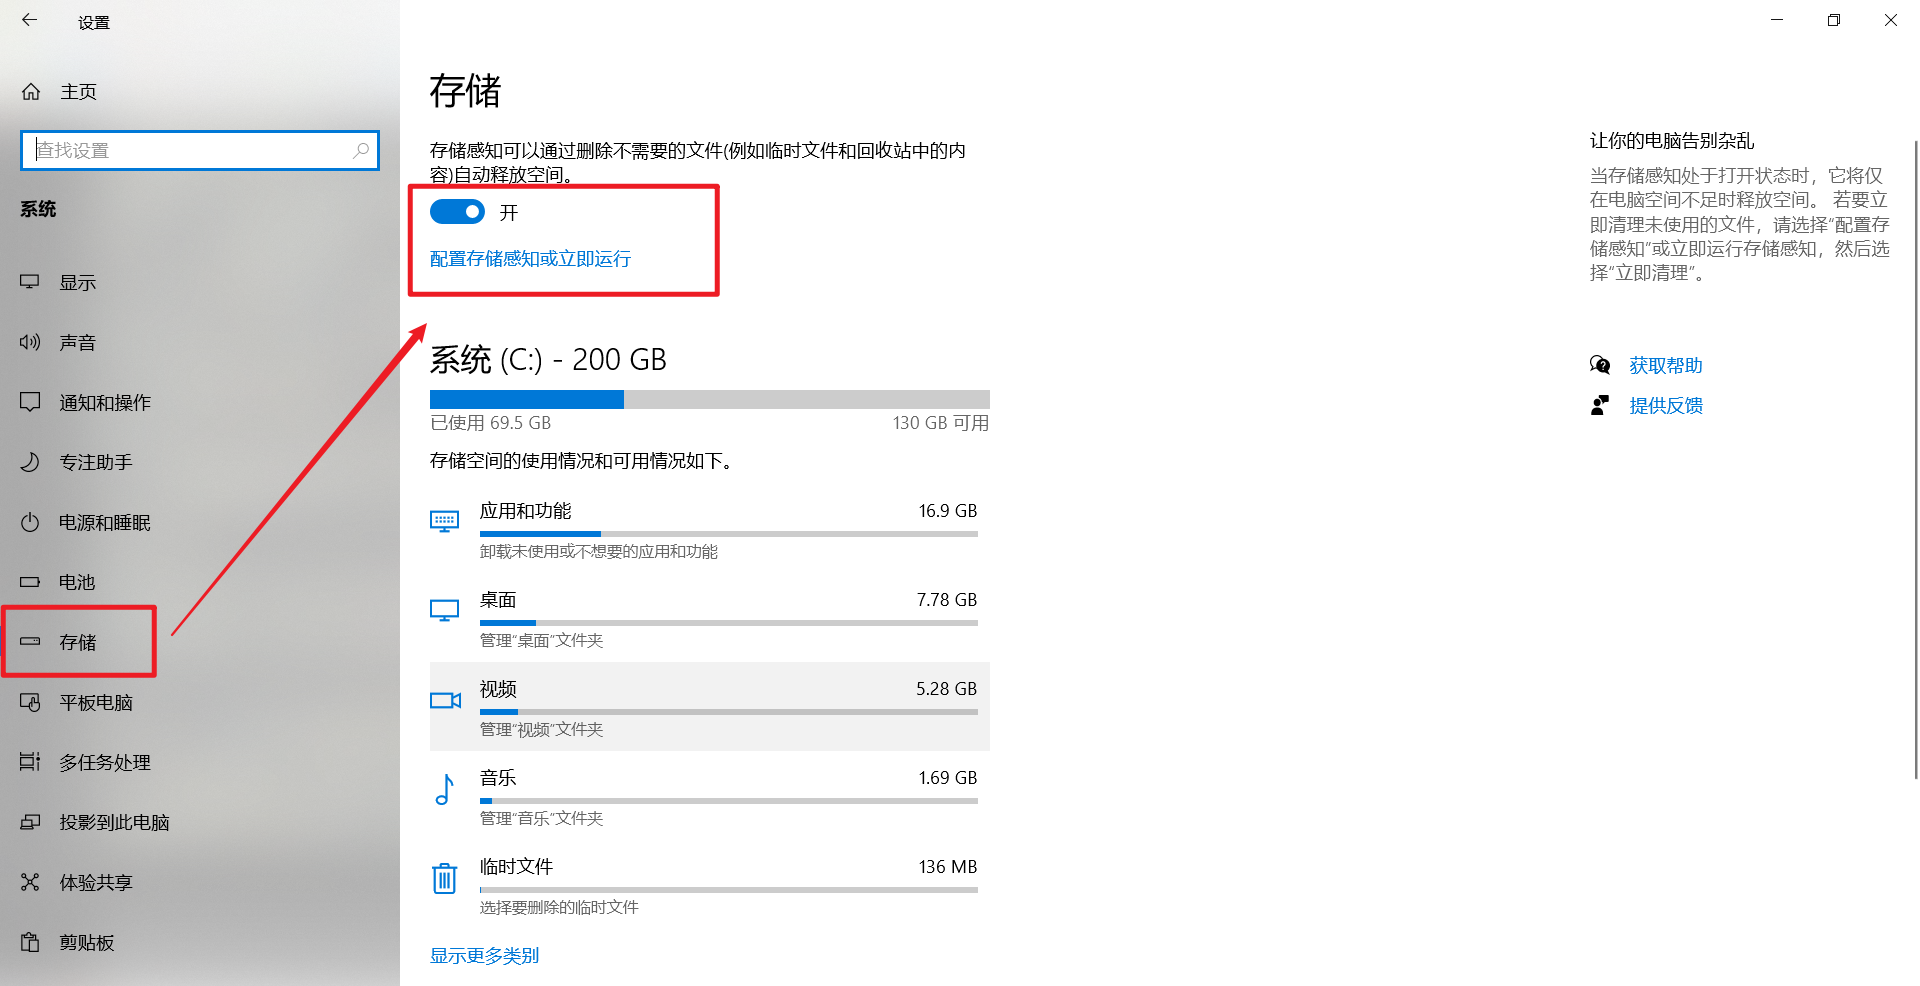 设置
主页
查找设置
系统
显示
声音
通知和操作
专注助手
电源和睡眠
电池
存储
平板电脑
多任务处理
投影到此电脑
体验共享
剪贴板
存储
存储感知可以通过删除不需要的文件(例如临时文件和回收站中的内
容)自动释放空间。
开
配置存储感知或立即运行
系统 (C:) - 200 GB
已使用 69.5 GB
130 GB 可用
存储空间的使用情况和可用情况如下。
应用和功能
16.9 GB
卸载未使用或不想要的应用和功能
桌面
7.78 GB
管理“桌面”文件夹
视频
5.28 GB
管理“视频”文件夹
音乐
1.69 GB
管理“音乐”文件夹
临时文件
136 MB
选择要删除的临时文件
显示更多类别
让你的电脑告别杂乱
当存储感知处于打开状态时，它将仅
在电脑空间不足时释放空间。 若要立
即清理未使用的文件，请选择“配置存
储感知”或立即运行存储感知，然后选
择“立即清理”。
获取帮助
提供反馈